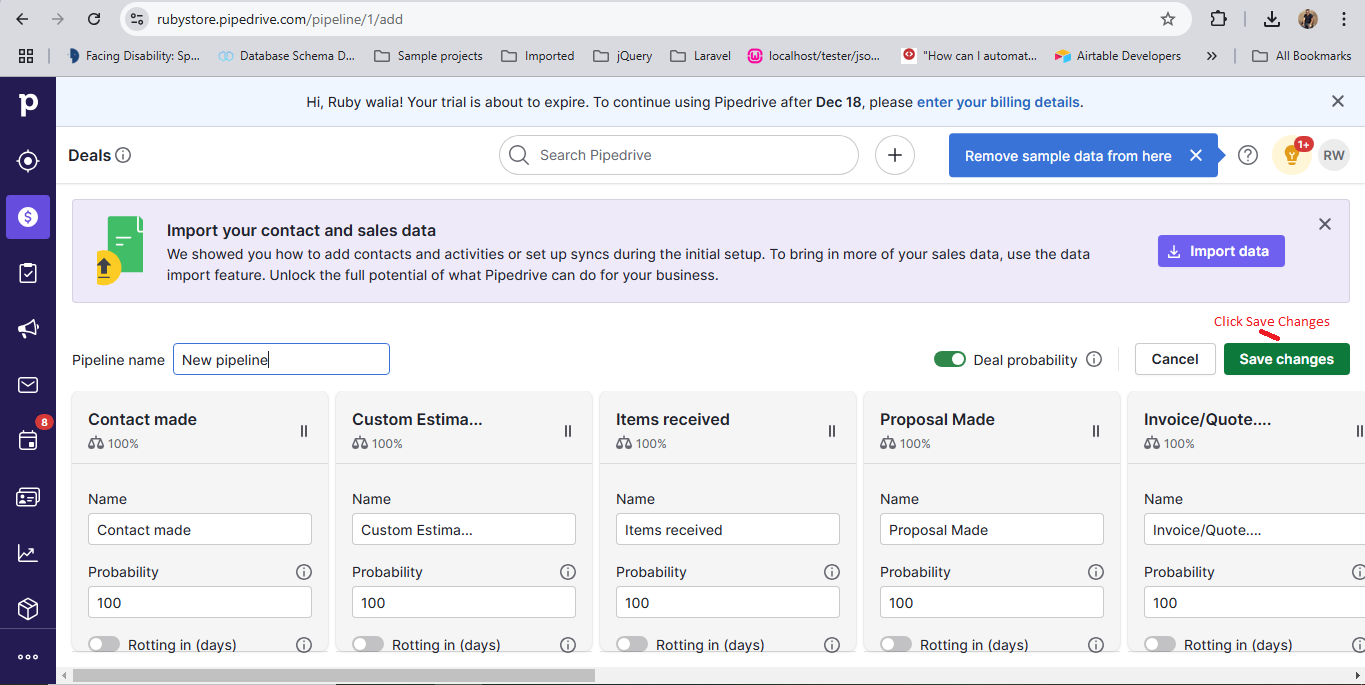 rubystore.pipedrive.com/pipeline/1/add
Facing Disability: Sp...
Database Schema D...
Sample projects
Imported
jQuery
Laravel
localhost/tester/jso...
"How can I automat...
Airtable Developers
»
All Bookmarks
p
Hi, Ruby walia! Your trial is about to expire. To continue using Pipedrive after Dec 18, please enter your billing details.
Deals
Search Pipedrive
Remove sample data from here
1+
RW
Import your contact and sales data
We showed you how to add contacts and activities or set up syncs during the initial setup. To bring in more of your sales data, use the data
import feature. Unlock the full potential of what Pipedrive can do for your business.
Import data
Click Save Changes
Pipeline name
New pipeline
Deal probability
Cancel
Save changes
8
Contact made
100%
Custom Estima...
100%
Items received
100%
Proposal Made
100%
Invoice/Quote....
100%
Name
Name
Name
Name
Name
Contact made
Custom Estima...
Items received
Proposal Made
Invoice/Quote....
Probability
Probability
Probability
Probability
Probability
100
100
100
100
100
Rotting in (days)
Rotting in (days)
Rotting in (days)
Rotting in (days)
Rotting in (days)